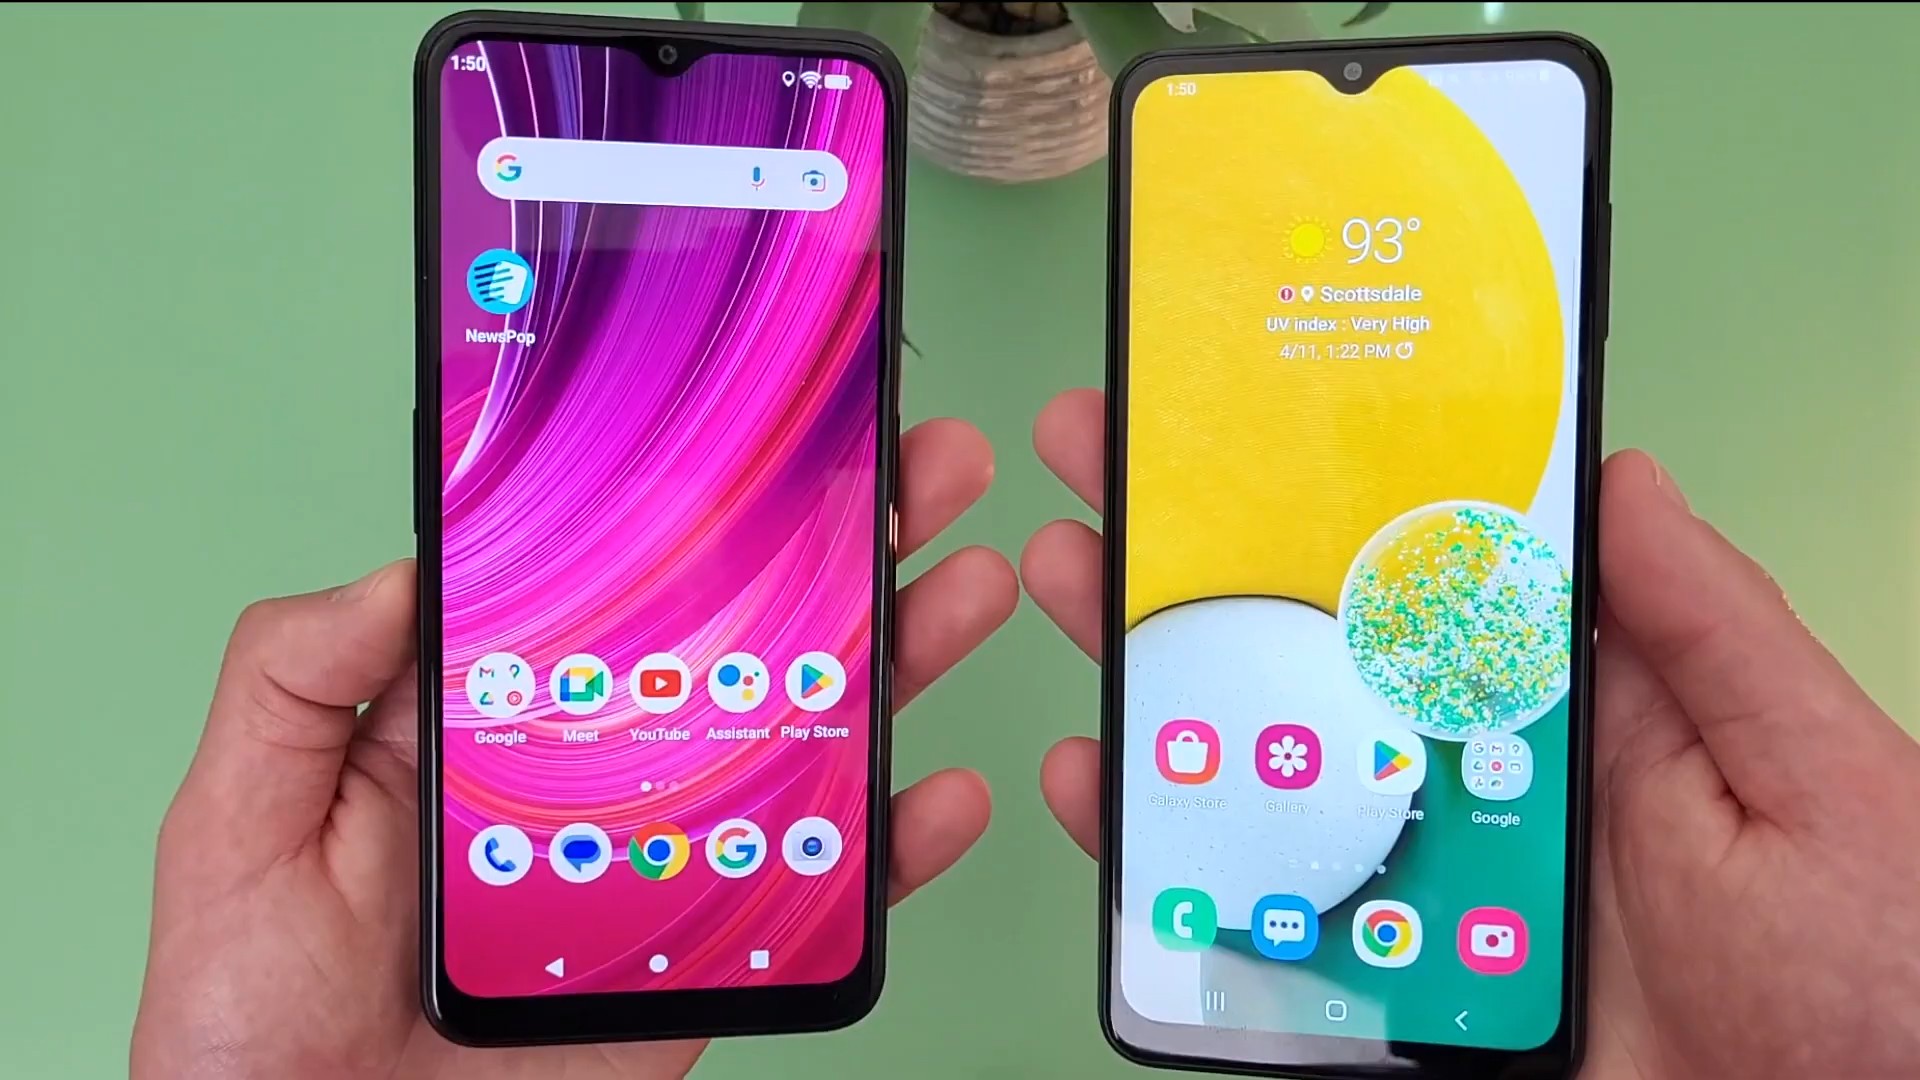 1:50
NewsPop
Google Meet YouTube Assistant Play Store
1:50
93°
Scottsdale
UV index : Very High
4/11, 1:22 PM
Galaxy Store Gallery Play Store Google